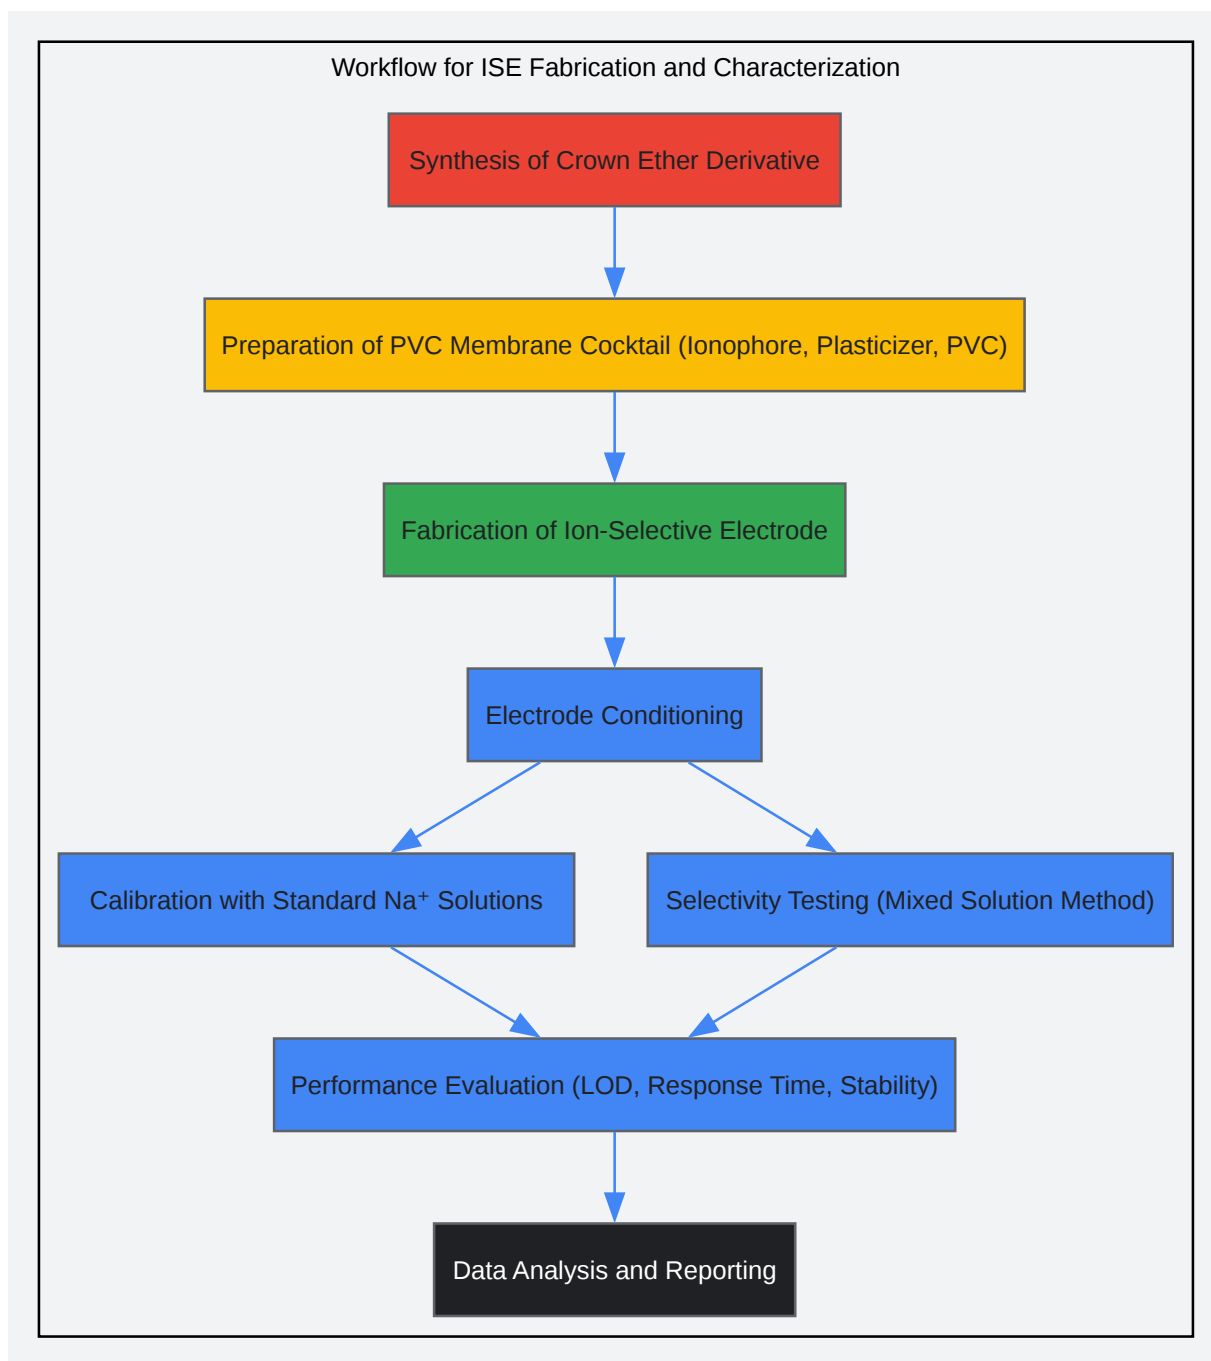 Workflow for ISE Fabrication and Characterization
Synthesis of Crown Ether Derivative
Preparation of PVC Membrane Cocktail (Ionophore, Plasticizer, PVC)
Fabrication of Ion-Selective Electrode
Electrode Conditioning
Calibration with Standard Na⁺ Solutions
Selectivity Testing (Mixed Solution Method)
Performance Evaluation (LOD, Response Time, Stability)
Data Analysis and Reporting